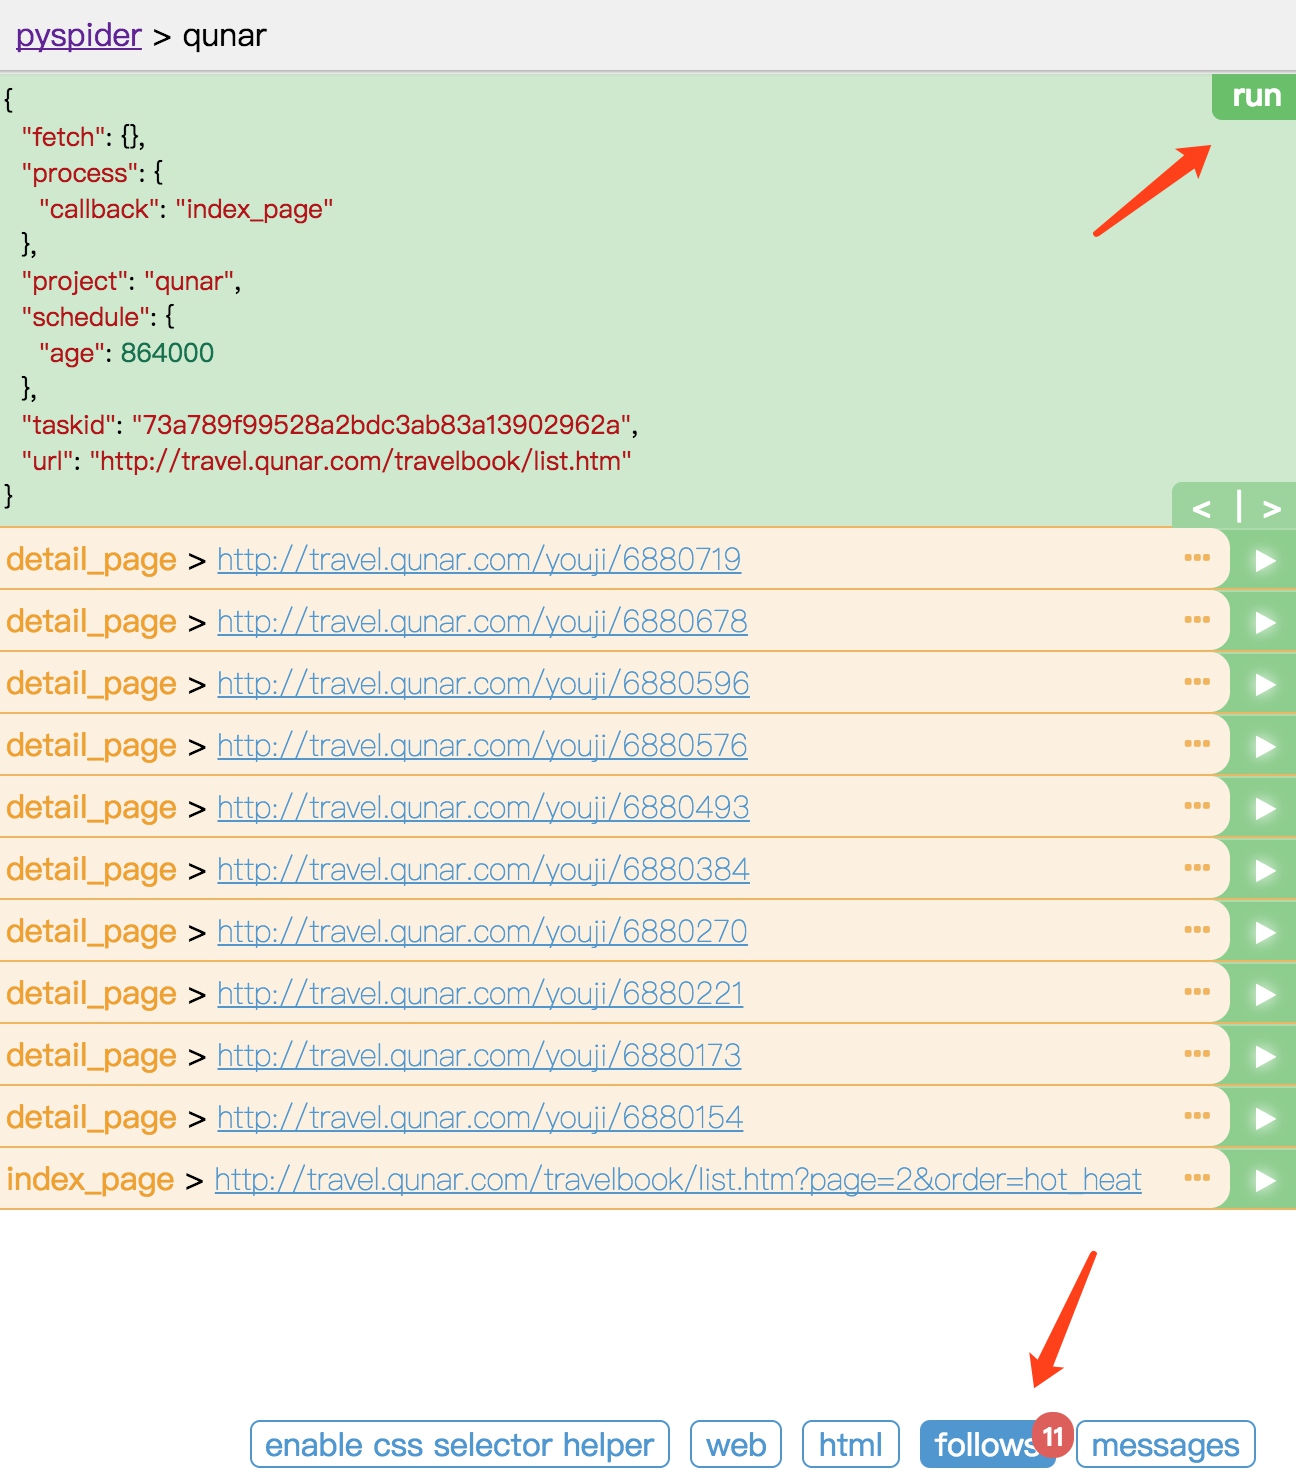 pyspider > qunar
run
{
"fetch": {},
"process": {
"callback": "index_page"
},
"project": "qunar",
"schedule": {
"age": 864000
},
"taskid": "73a789f99528a2bdc3ab83a13902962a",
"url": "http://travel.qunar.com/travelbook/list.htm"
}
< | >
detail_page > http://travel.qunar.com/youji/6880719 ...
detail_page > http://travel.qunar.com/youji/6880678 ...
detail_page > http://travel.qunar.com/youji/6880596 ...
detail_page > http://travel.qunar.com/youji/6880576 ...
detail_page > http://travel.qunar.com/youji/6880493 ...
detail_page > http://travel.qunar.com/youji/6880384 ...
detail_page > http://travel.qunar.com/youji/6880270 ...
detail_page > http://travel.qunar.com/youji/6880221 ...
detail_page > http://travel.qunar.com/youji/6880173 ...
detail_page > http://travel.qunar.com/youji/6880154 ...
index_page > http://travel.qunar.com/travelbook/list.htm?page=2&order=hot_heat ...
enable css selector helper web html follows 11 messages